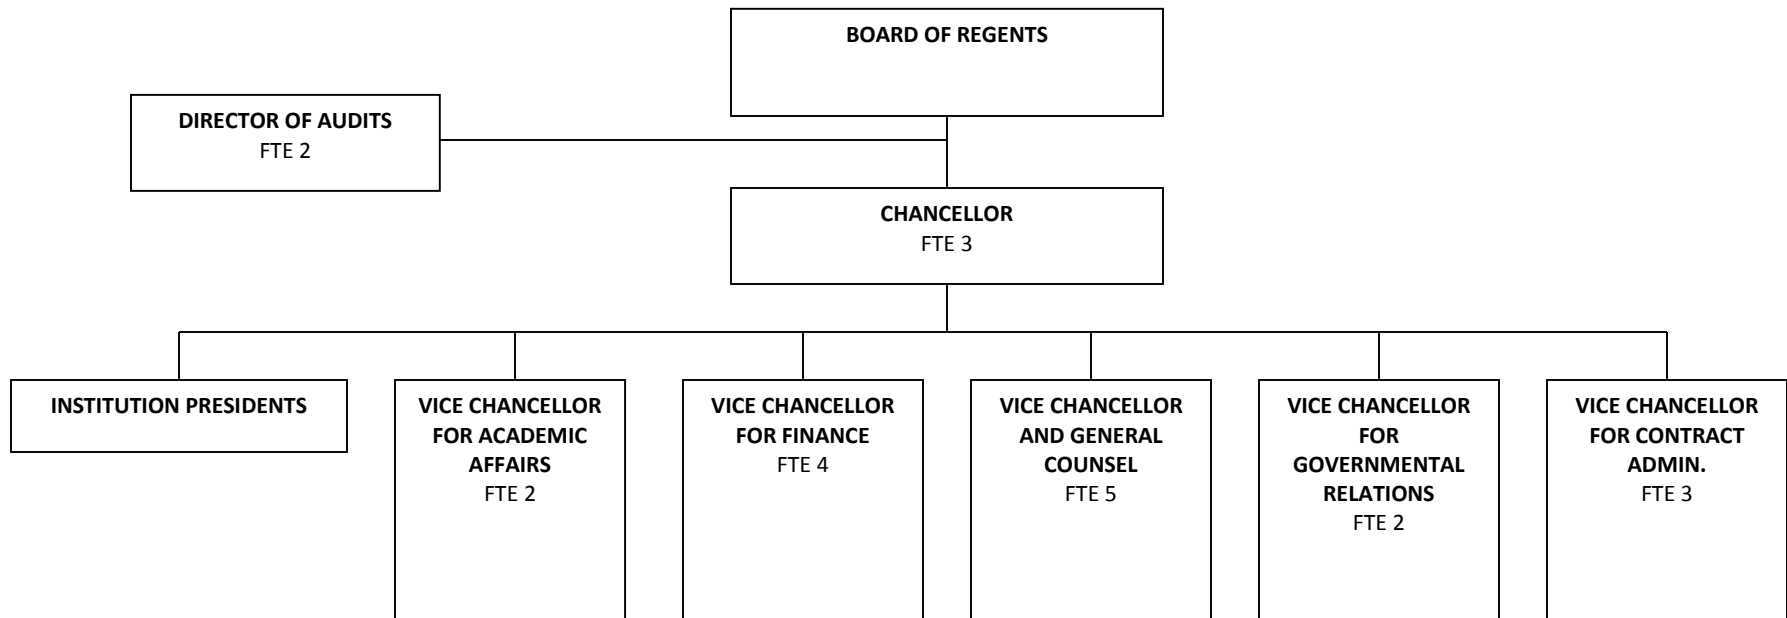 BOARD OF REGENTS
DIRECTOR OF AUDITS
FTE 2
CHANCELLOR
FTE 3
INSTITUTION PRESIDENTS
VICE CHANCELLOR
FOR ACADEMIC
AFFAIRS
FTE 2
VICE CHANCELLOR
FOR FINANCE
FTE 4
VICE CHANCELLOR
AND GENERAL
COUNSEL
FTE 5
VICE CHANCELLOR
FOR
GOVERNMENTAL
RELATIONS
FTE 2
VICE CHANCELLOR
FOR CONTRACT
ADMIN.
FTE 3